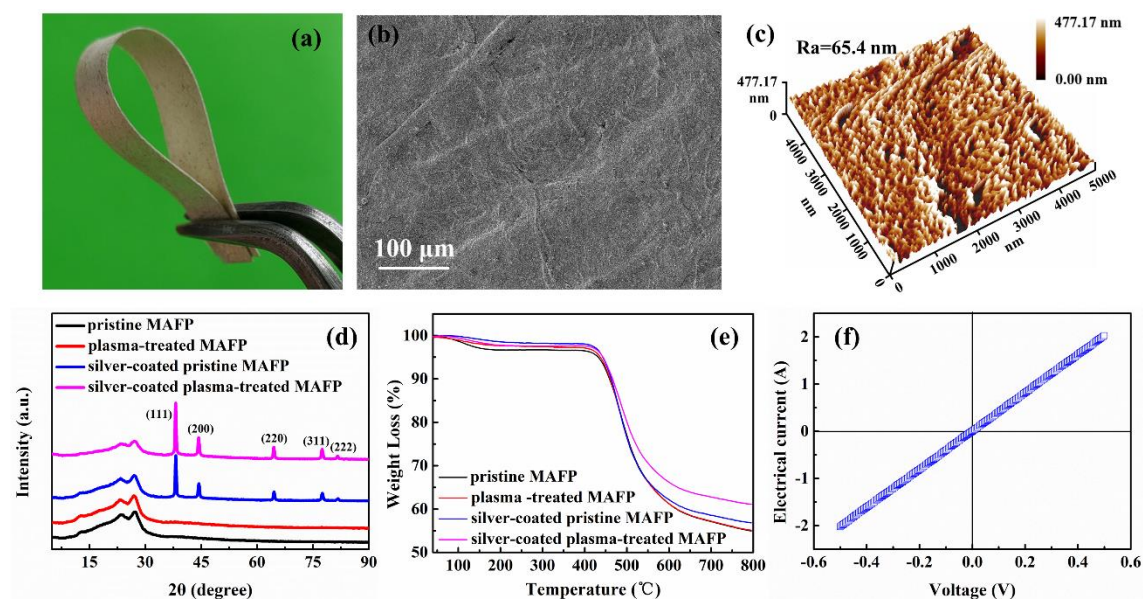 (a)
(b)
100 μm
(c)
Ra=65.4 nm
477.17 nm
0.00 nm
477.17
nm
0
4000
3000
2000
1000
0
nm
0
1000
2000
3000
4000
5000
nm
(d)
pristine MAFP
plasma-treated MAFP
silver-coated pristine MAFP
silver-coated plasma-treated MAFP
(111)
(200)
(220)
(311)
(222)
Intensity (a.u.)
15 30 45 60 75 90
2θ (degree)
(e)
100
90
80
70
60
50
Weight Loss (%)
pristine MAFP
plasma -treated MAFP
silver-coated pristine MAFP
silver-coated plasma-treated MAFP
100 200 300 400 500 600 700 800
Temperature (℃)
(f)
2
1
0
-1
-2
Electrical current (A)
-0.6 -0.4 -0.2 0.0 0.2 0.4 0.6
Voltage (V)